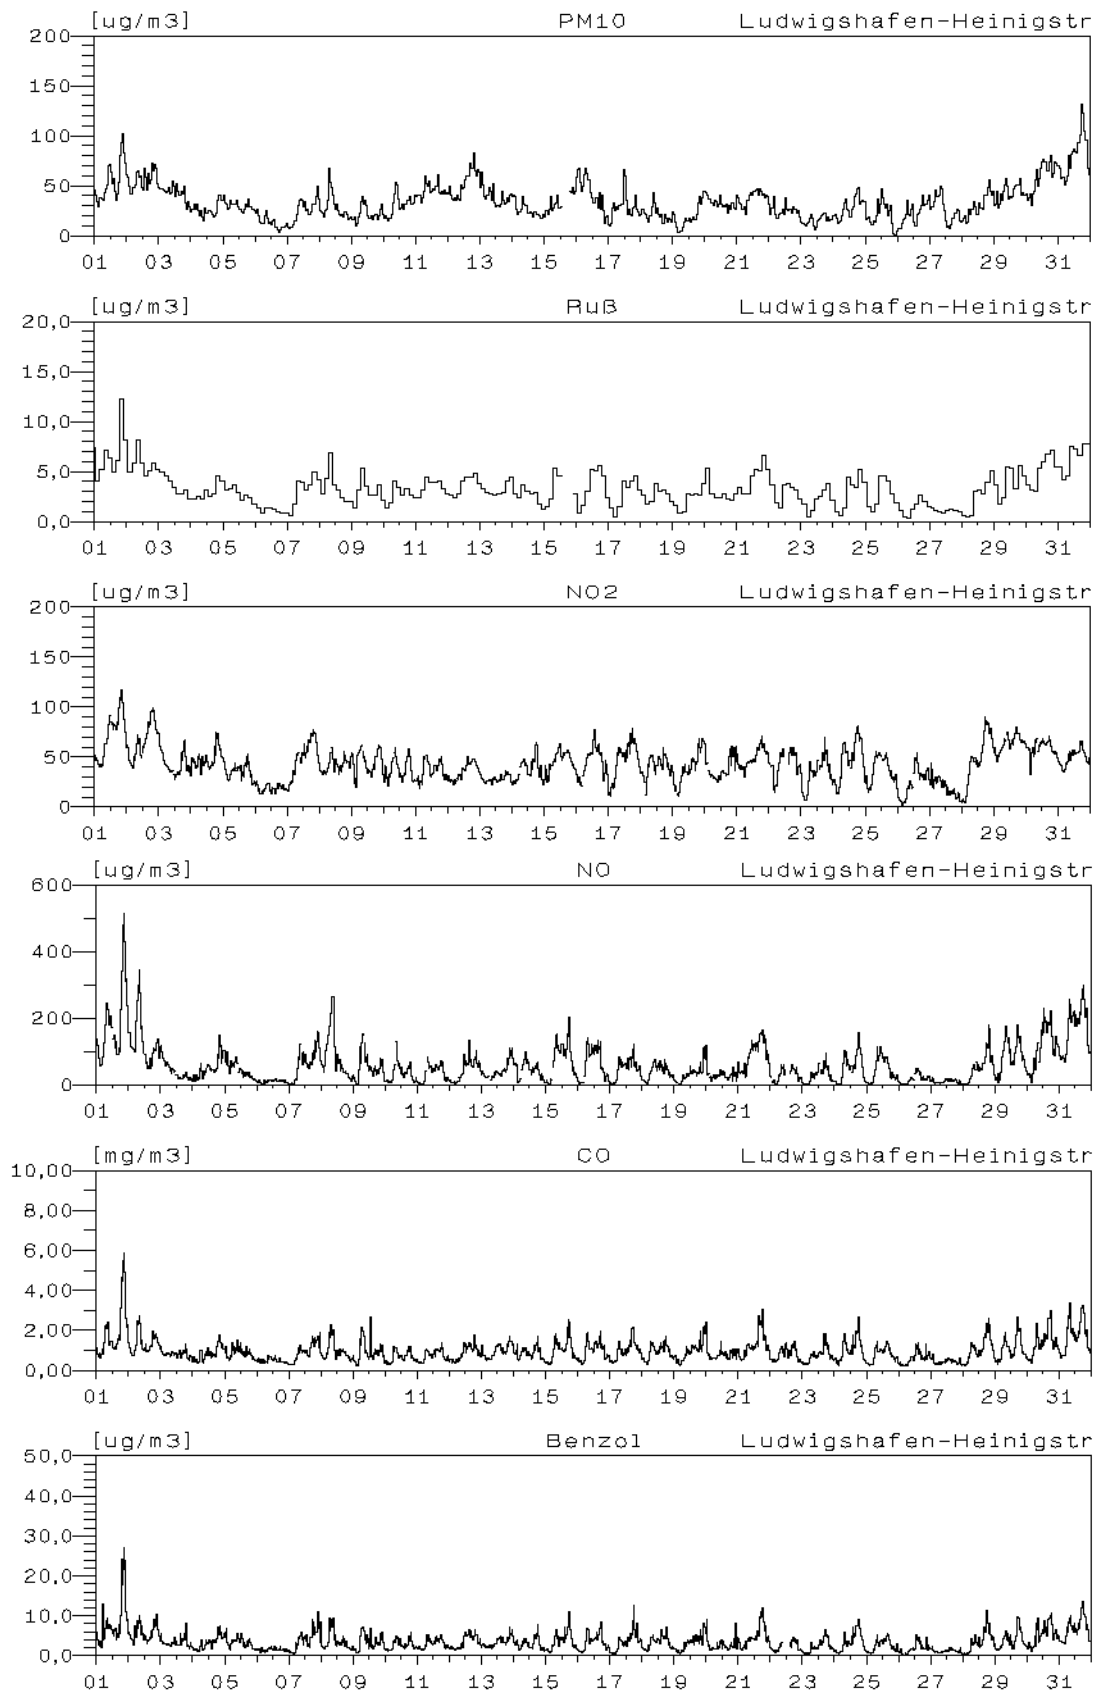 [ug/m3] PM10 Ludwigshafen-Heinigstr
200
150
100
50
0
01 03 05 07 09 11 13 15 17 19 21 23 25 27 29 31
[ug/m3] Ruß Ludwigshafen-Heinigstr
20,0
15,0
10,0
5,0
0,0
01 03 05 07 09 11 13 15 17 19 21 23 25 27 29 31
[ug/m3] NO2 Ludwigshafen-Heinigstr
200
150
100
50
0
01 03 05 07 09 11 13 15 17 19 21 23 25 27 29 31
[ug/m3] NO Ludwigshafen-Heinigstr
600
400
200
0
01 03 05 07 09 11 13 15 17 19 21 23 25 27 29 31
[mg/m3] CO Ludwigshafen-Heinigstr
10,00
8,00
6,00
4,00
2,00
0,00
01 03 05 07 09 11 13 15 17 19 21 23 25 27 29 31
[ug/m3] Benzol Ludwigshafen-Heinigstr
50,0
40,0
30,0
20,0
10,0
0,0
01 03 05 07 09 11 13 15 17 19 21 23 25 27 29 31